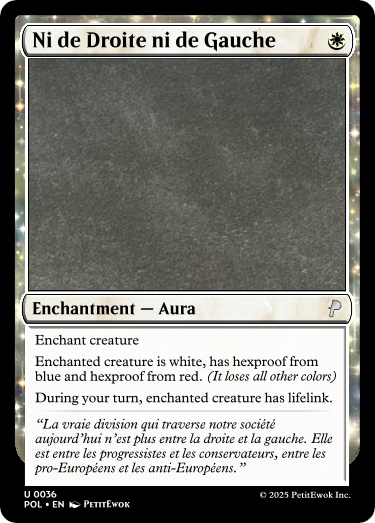 Ni de Droite ni de Gauche
Enchantment — Aura
Enchant creature
Enchanted creature is white, has hexproof from
blue and hexproof from red. (It loses all other colors)
During your turn, enchanted creature has lifelink.
“La vraie division qui traverse notre société
aujourd’hui n’est plus entre la droite et la gauche. Elle
est entre les progressistes et les conservateurs, entre les
pro-Européens et les anti-Européens.”
U 0036
POL • EN PetitEwok
© 2025 PetitEwok Inc.